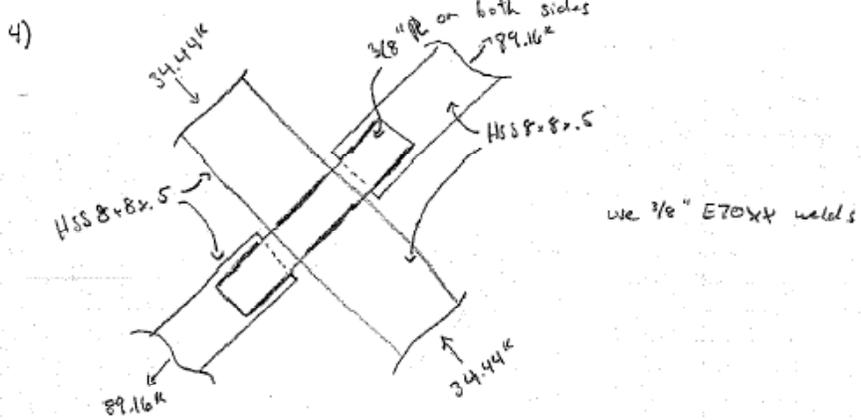 4)
3/8" PL on both sides
34.44ᴷ
89.16ᴷ
HSS 8x8x.5
HSS 8x8x.5
use 3/8" E70XX welds
89.16ᴷ
34.44ᴷ